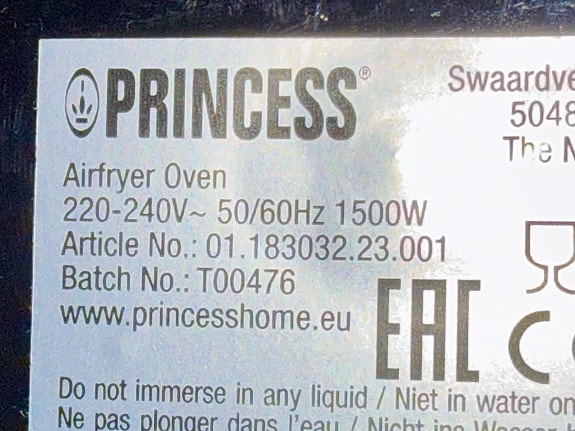 PRINCESS®
Swaardve
5048
The N
Airfryer Oven
220-240V~ 50/60Hz 1500W
Article No.: 01.183032.23.001
Batch No.: T00476
www.princesshome.eu
EAC
CE
Do not immerse in any liquid / Niet in water on
Ne pas plonger dans l'eau / Nicht ins Wasser